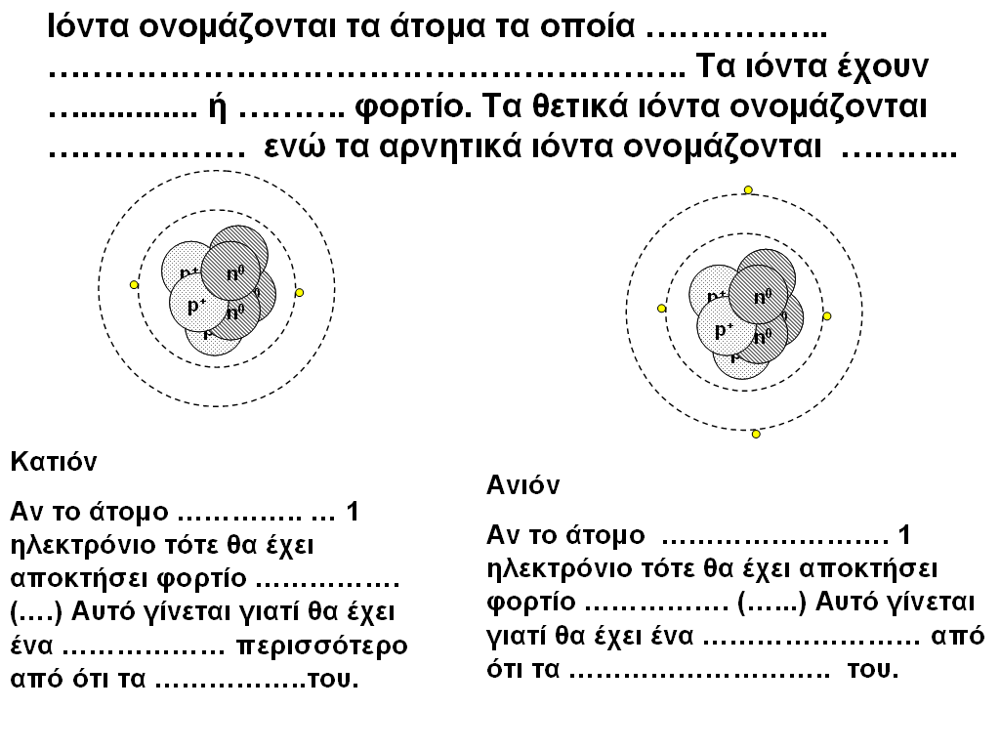 Ιόντα ονομάζονται τα άτομα τα οποία ……………..
…………………………………………………. Τα ιόντα έχουν
….............. ή ………. φορτίο. Τα θετικά ιόντα ονομάζονται
……………… ενώ τα αρνητικά ιόντα ονομάζονται ………..
p+
n0
0
p+
n0
p
p+
n0
0
p+
n0
p
Κατιόν
Αν το άτομο ………….. … 1
ηλεκτρόνιο τότε θα έχει
αποκτήσει φορτίο …………….
(….) Αυτό γίνεται γιατί θα έχει
ένα ……………… περισσότερο
από ότι τα ……………..του.
Ανιόν
Αν το άτομο ……………………. 1
ηλεκτρόνιο τότε θα έχει αποκτήσει
φορτίο ……………. (…...) Αυτό γίνεται
γιατί θα έχει ένα …………………… από
ότι τα ……………………….. του.